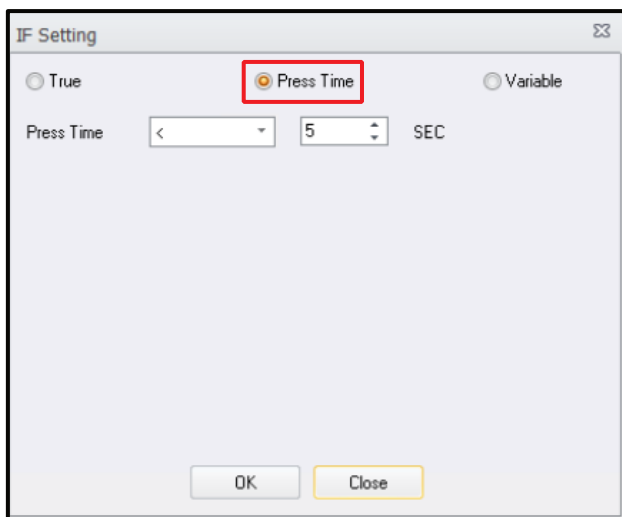 IF Setting
True Press Time Variable
Press Time < 5 SEC
OK Close